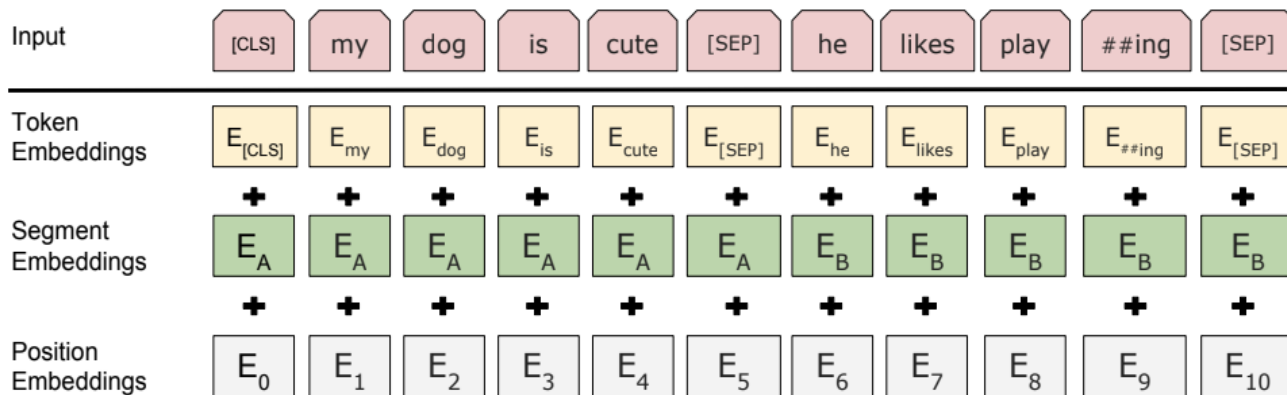 Input [CLS] my dog is cute [SEP] he likes play ##ing [SEP]
Token
Embeddings E[CLS] Emy Edog Eis Ecute E[SEP] Ehe Elikes Eplay E##ing E[SEP]
+ + + + + + + + + + +
Segment
Embeddings EA EA EA EA EA EA EB EB EB EB EB
+ + + + + + + + + + +
Position
Embeddings E0 E1 E2 E3 E4 E5 E6 E7 E8 E9 E10